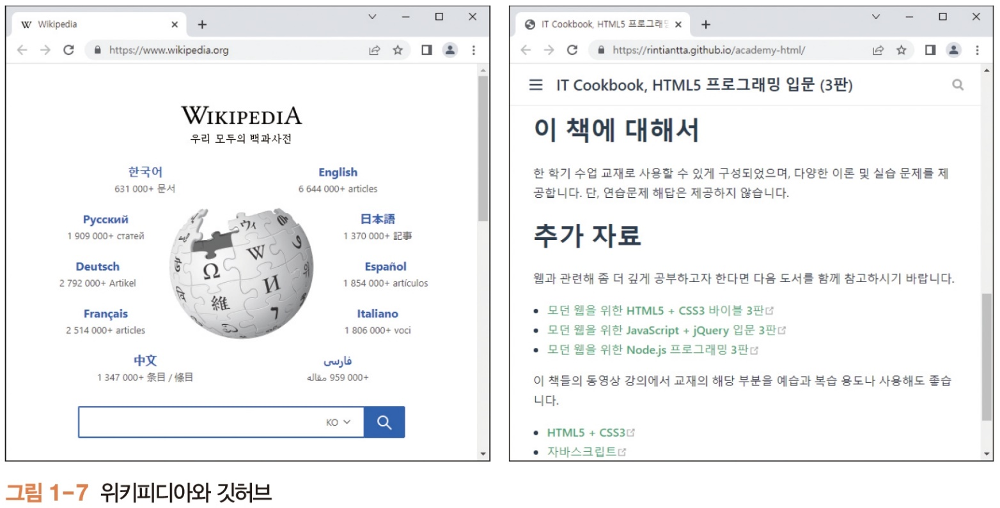 Wikipedia
https://www.wikipedia.org
WIKIPEDIA
우리 모두의 백과사전
한국어
631 000+ 문서
English
6 644 000+ articles
Русский
1 909 000+ статей
日本語
1 370 000+ 記事
Deutsch
2 792 000+ Artikel
Español
1 854 000+ artículos
Français
2 514 000+ articles
Italiano
1 806 000+ voci
中文
1 347 000+ 条目 / 條目
فارسی
۹۵۹ 000+ مقاله
KO
IT Cookbook, HTML5 프로그래밍
https://rintiantta.github.io/academy-html/
IT Cookbook, HTML5 프로그래밍 입문 (3판)
이 책에 대해서
한 학기 수업 교재로 사용할 수 있게 구성되었으며, 다양한 이론 및 실습 문제를 제
공합니다. 단, 연습문제 해답은 제공하지 않습니다.
추가 자료
웹과 관련해 좀 더 깊게 공부하고자 한다면 다음 도서를 함께 참고하시기 바랍니다.
모던 웹을 위한 HTML5 + CSS3 바이블 3판
모던 웹을 위한 JavaScript + jQuery 입문 3판
모던 웹을 위한 Node.js 프로그래밍 3판
이 책들의 동영상 강의에서 교재의 해당 부분을 예습과 복습 용도나 사용해도 좋습
니다.
HTML5 + CSS3
자바스크립트
그림 1-7 위키피디아와 깃허브